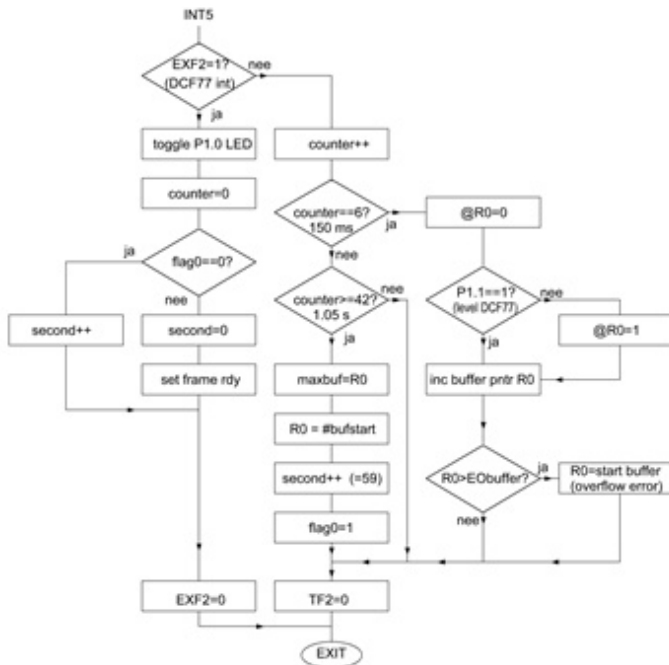 INT5
EXF2=1?
(DCF77 int)
nee
ja
toggle P1.0 LED
counter=0
flag0==0?
ja
nee
second++
second=0
set frame rdy
EXF2=0
counter++
counter==6?
150 ms
ja
nee
counter>=42?
1.05 s
nee
ja
maxbuf=R0
R0 = #bufstart
second++ (=59)
flag0=1
TF2=0
@R0=0
P1.1==1?
(level DCF77)
nee
ja
@R0=1
inc buffer pntr R0
R0>EObuffer?
ja
nee
R0=start buffer
(overflow error)
EXIT